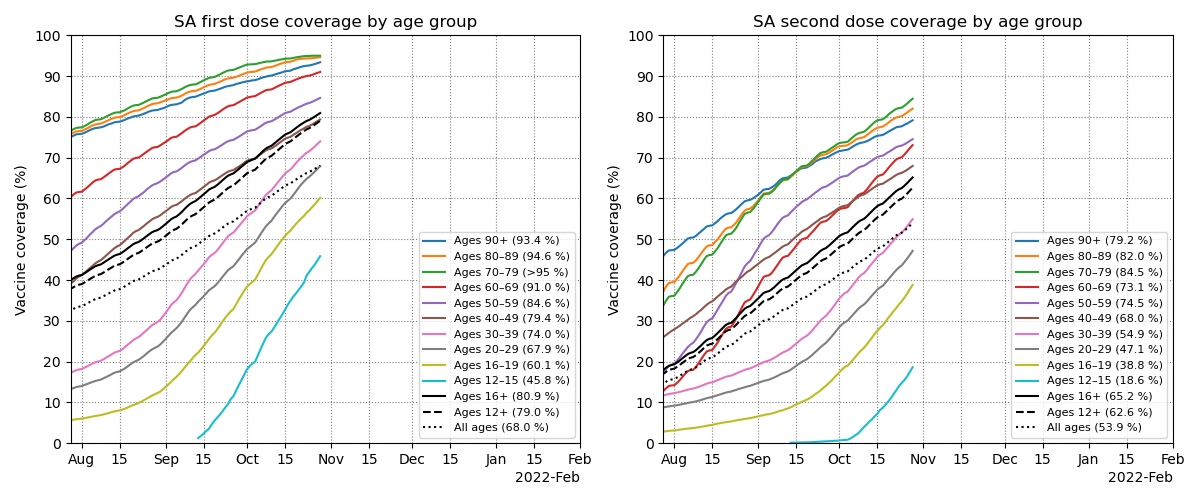 SA first dose coverage by age group
Vaccine coverage (%)
100
90
80
70
60
50
40
30
20
10
0
Aug 15 Sep 15 Oct 15 Nov 15 Dec 15 Jan 15 Feb
2022-Feb
Ages 90+ (93.4 %)
Ages 80–89 (94.6 %)
Ages 70–79 (>95 %)
Ages 60–69 (91.0 %)
Ages 50–59 (84.6 %)
Ages 40–49 (79.4 %)
Ages 30–39 (74.0 %)
Ages 20–29 (67.9 %)
Ages 16–19 (60.1 %)
Ages 12–15 (45.8 %)
Ages 16+ (80.9 %)
Ages 12+ (79.0 %)
All ages (68.0 %)
SA second dose coverage by age group
Vaccine coverage (%)
100
90
80
70
60
50
40
30
20
10
0
Aug 15 Sep 15 Oct 15 Nov 15 Dec 15 Jan 15 Feb
2022-Feb
Ages 90+ (79.2 %)
Ages 80–89 (82.0 %)
Ages 70–79 (84.5 %)
Ages 60–69 (73.1 %)
Ages 50–59 (74.5 %)
Ages 40–49 (68.0 %)
Ages 30–39 (54.9 %)
Ages 20–29 (47.1 %)
Ages 16–19 (38.8 %)
Ages 12–15 (18.6 %)
Ages 16+ (65.2 %)
Ages 12+ (62.6 %)
All ages (53.9 %)